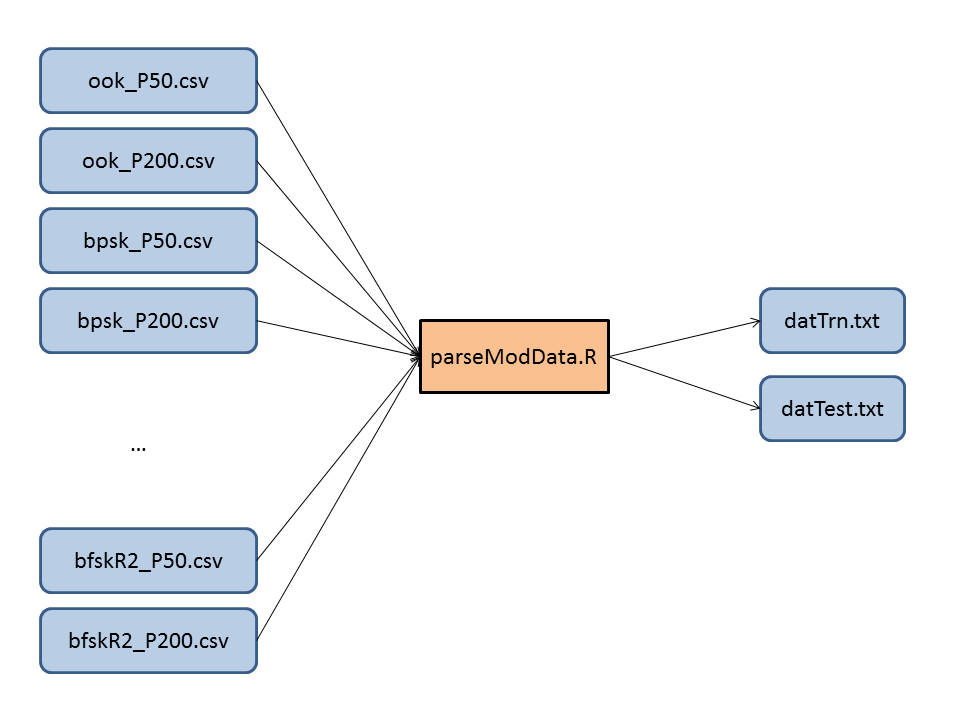 ook_P50.csv
ook_P200.csv
bpsk_P50.csv
bpsk_P200.csv
...
bfskR2_P50.csv
bfskR2_P200.csv
parseModData.R
datTrn.txt
datTest.txt